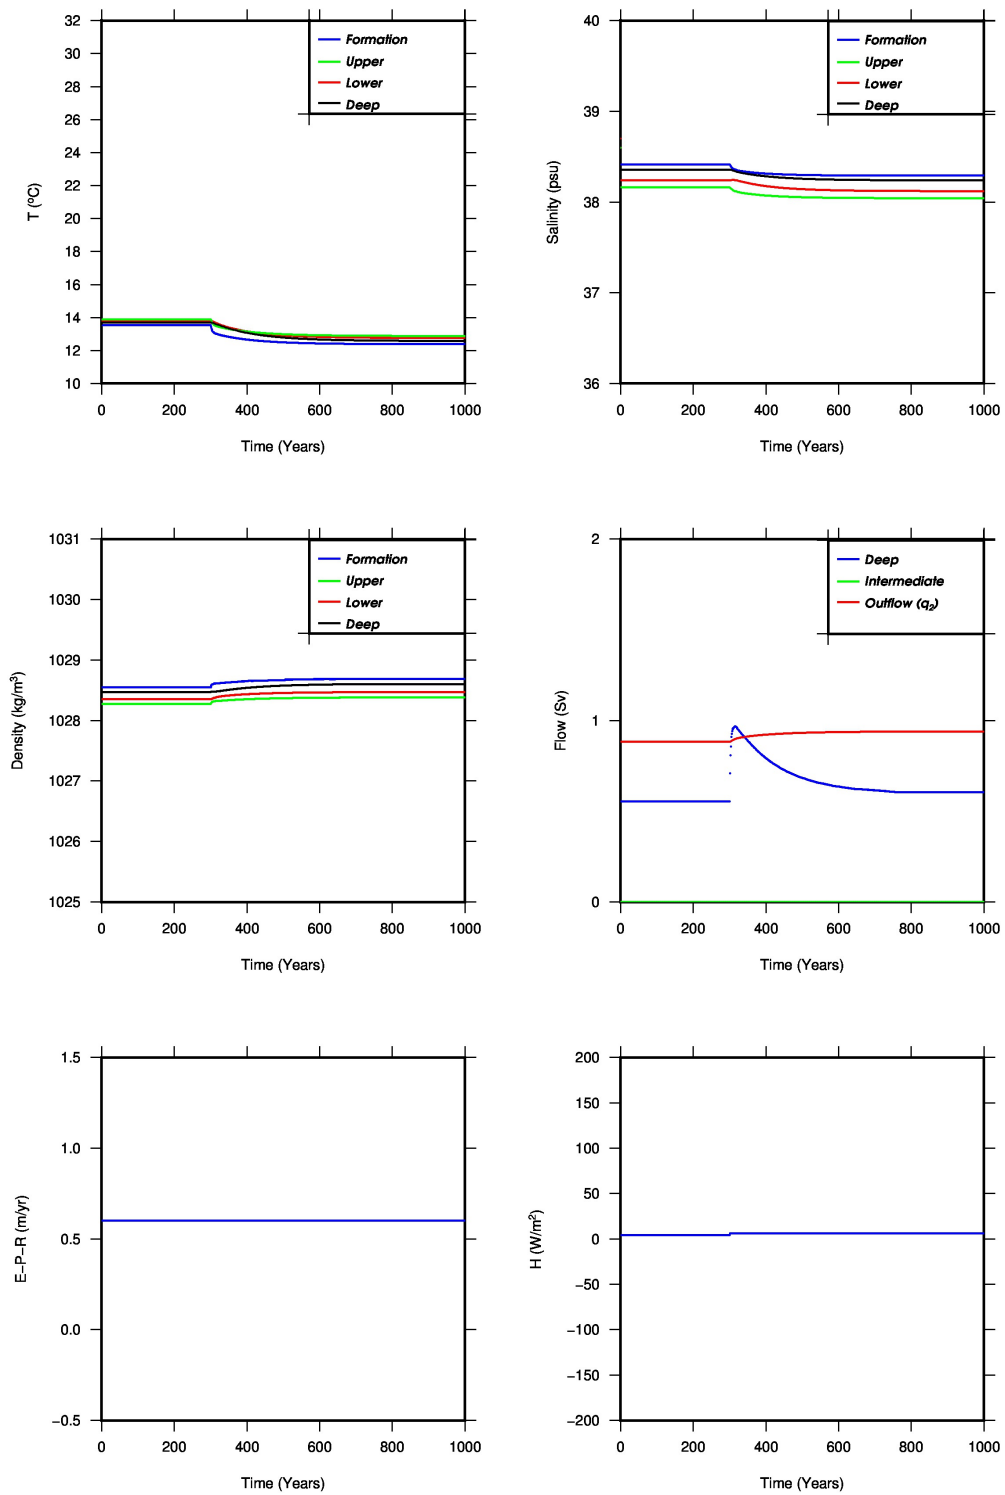 32
30
28
26
24
22
20
18
16
14
12
10
T (ºC)
Formation
Upper
Lower
Deep
0 200 400 600 800 1000
Time (Years)
40
39
38
37
36
Salinity (psu)
Formation
Upper
Lower
Deep
0 200 400 600 800 1000
Time (Years)
1031
1030
1029
1028
1027
1026
1025
Density (kg/m³)
Formation
Upper
Lower
Deep
0 200 400 600 800 1000
Time (Years)
2
1
0
Flow (Sv)
Deep
Intermediate
Outflow (q₂)
0 200 400 600 800 1000
Time (Years)
1.5
1.0
0.5
0.0
−0.5
E−P−R (m/yr)
0 200 400 600 800 1000
Time (Years)
200
150
100
50
0
−50
−100
−150
−200
H (W/m²)
0 200 400 600 800 1000
Time (Years)